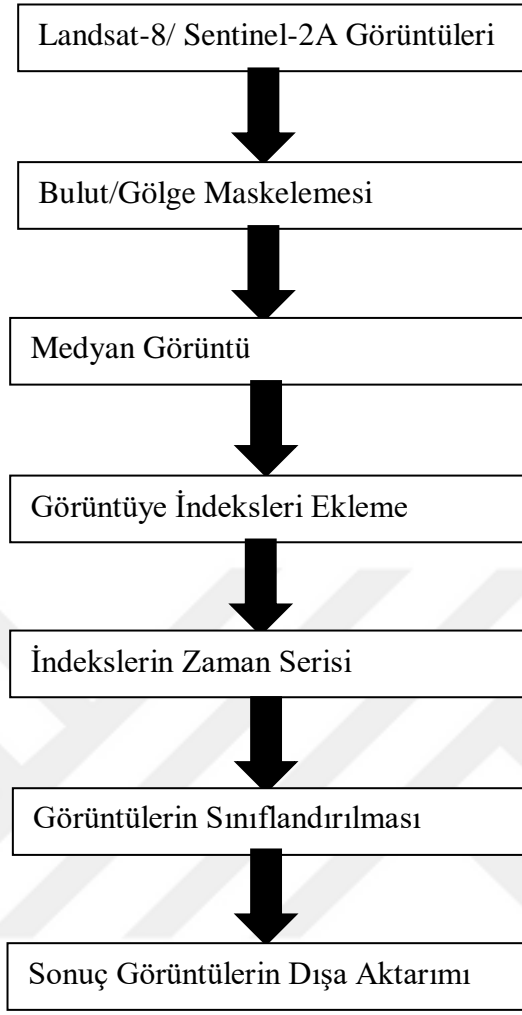 Landsat-8/ Sentinel-2A Görüntüleri
Bulut/Gölge Maskelemesi
Medyan Görüntü
Görüntüye İndeksleri Ekleme
İndekslerin Zaman Serisi
Görüntülerin Sınıflandırılması
Sonuç Görüntülerin Dışa Aktarımı